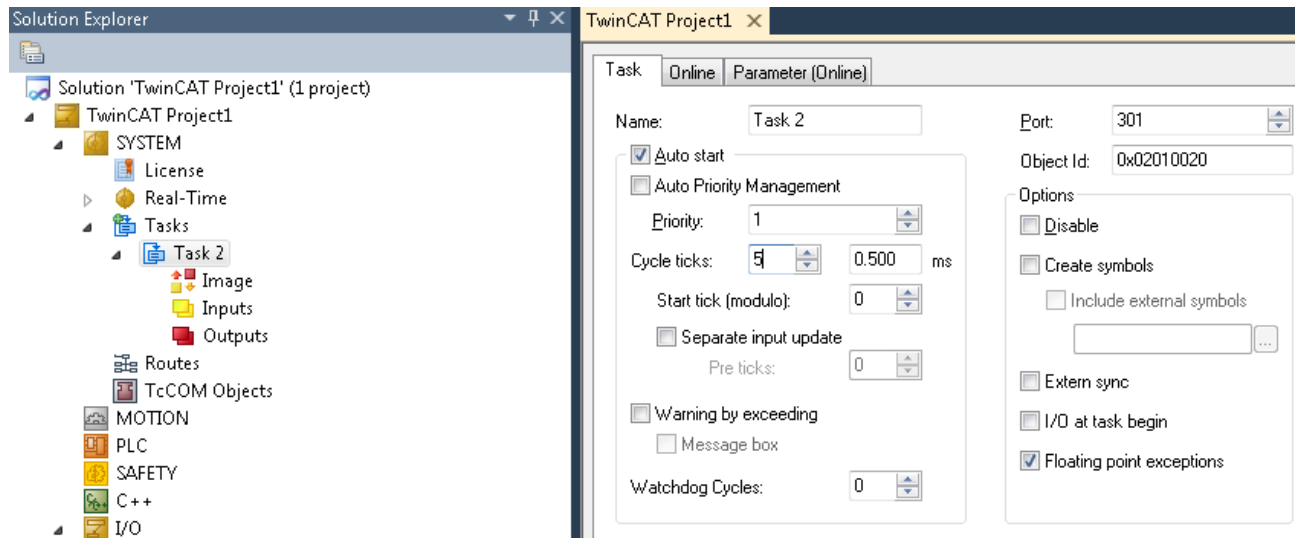 Solution Explorer
Solution 'TwinCAT Project1' (1 project)
TwinCAT Project1
SYSTEM
License
Real-Time
Tasks
Task 2
Image
Inputs
Outputs
Routes
TcCOM Objects
MOTION
PLC
SAFETY
C++
I/O
TwinCAT Project1
Task Online Parameter (Online)
Name: Task 2
Auto start
Auto Priority Management
Priority: 1
Cycle ticks: 5 0.500 ms
Start tick (modulo): 0
Separate input update
Pre ticks: 0
Warning by exceeding
Message box
Watchdog Cycles: 0
Port: 301
Object Id: 0x02010020
Options
Disable
Create symbols
Include external symbols
...
Extern sync
I/O at task begin
Floating point exceptions